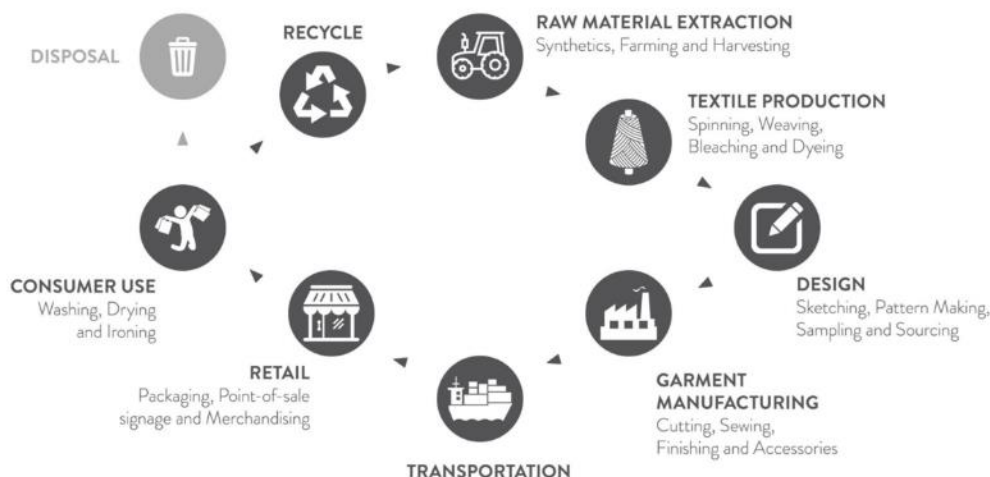 RAW MATERIAL EXTRACTION
Synthetics, Farming and Harvesting
TEXTILE PRODUCTION
Spinning, Weaving,
Bleaching and Dyeing
DESIGN
Sketching, Pattern Making,
Sampling and Sourcing
GARMENT
MANUFACTURING
Cutting, Sewing,
Finishing and Accessories
TRANSPORTATION
RETAIL
Packaging, Point-of-sale
signage and Merchandising
CONSUMER USE
Washing, Drying
and Ironing
DISPOSAL
RECYCLE